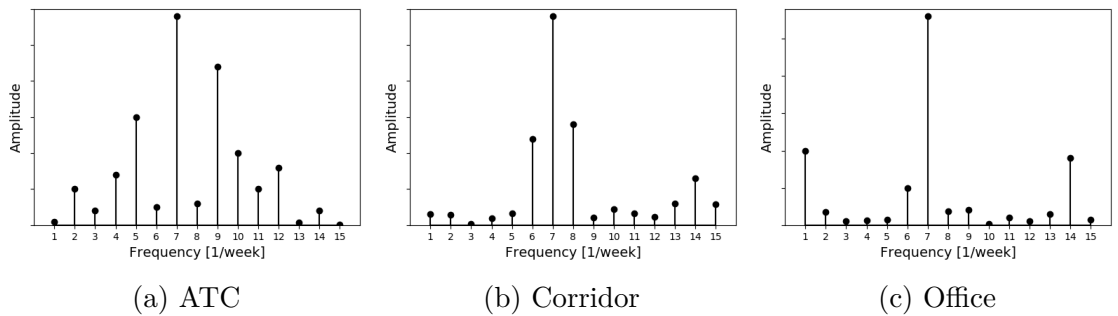 Amplitude
1 2 3 4 5 6 7 8 9 10 11 12 13 14 15
Frequency [1/week]
(a) ATC
Amplitude
1 2 3 4 5 6 7 8 9 10 11 12 13 14 15
Frequency [1/week]
(b) Corridor
Amplitude
1 2 3 4 5 6 7 8 9 10 11 12 13 14 15
Frequency [1/week]
(c) Office